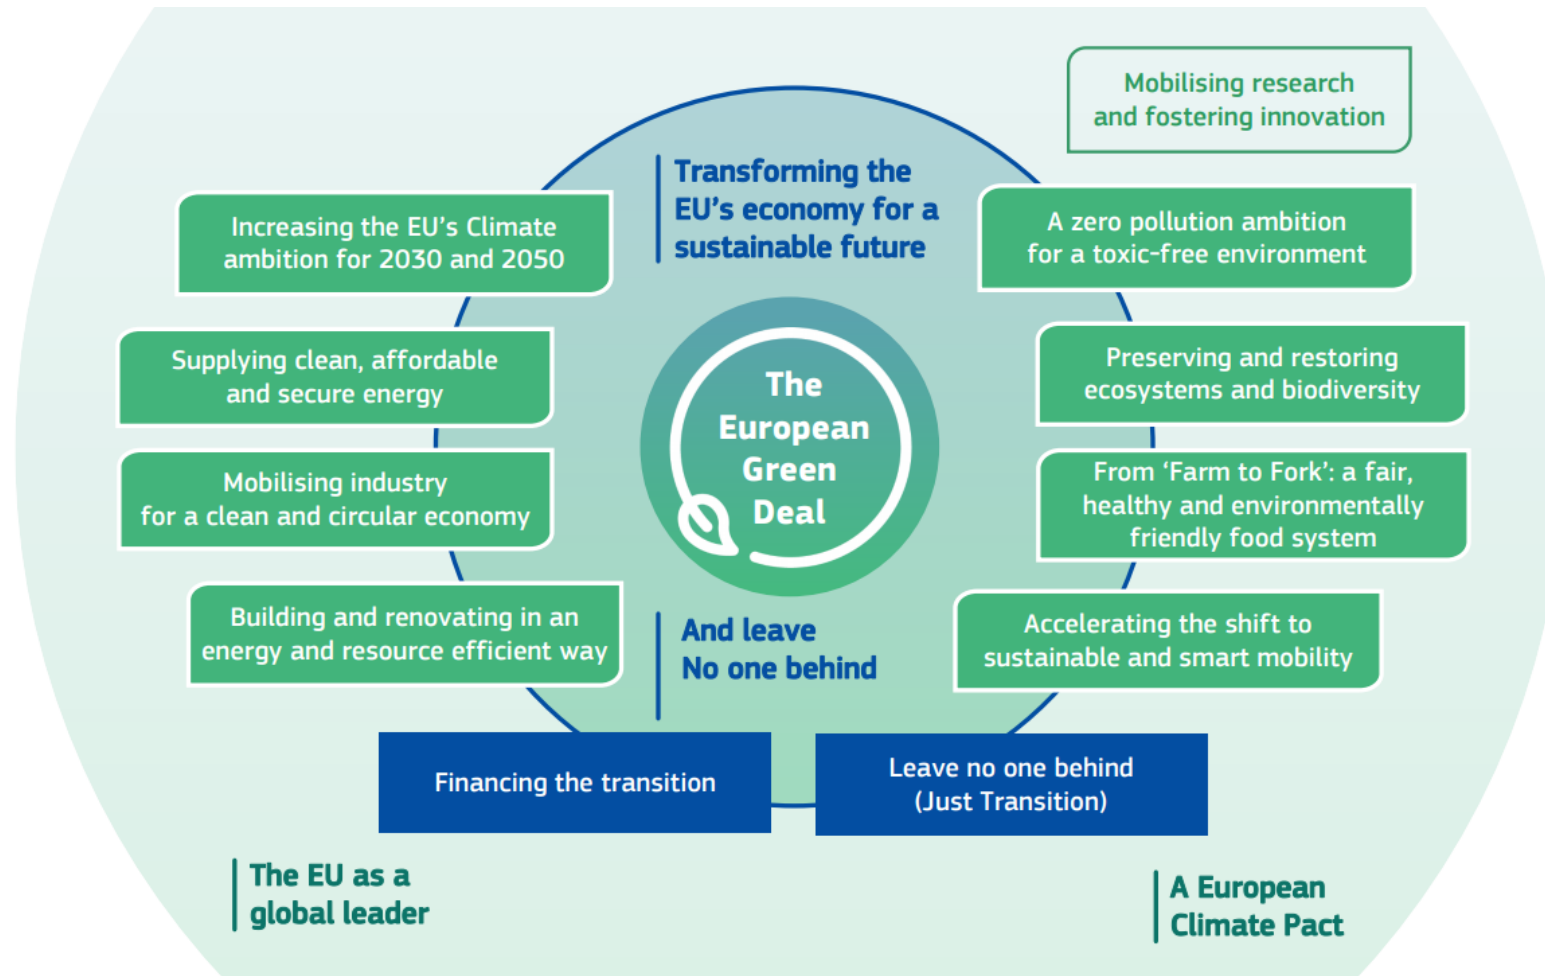 Mobilising research
and fostering innovation
Transforming the
EU's economy for a
sustainable future
Increasing the EU's Climate
ambition for 2030 and 2050
A zero pollution ambition
for a toxic-free environment
Supplying clean, affordable
and secure energy
Preserving and restoring
ecosystems and biodiversity
The
European
Green
Deal
Mobilising industry
for a clean and circular economy
From ‘Farm to Fork’: a fair,
healthy and environmentally
friendly food system
Building and renovating in an
energy and resource efficient way
And leave
No one behind
Accelerating the shift to
sustainable and smart mobility
Financing the transition
Leave no one behind
(Just Transition)
The EU as a
global leader
A European
Climate Pact